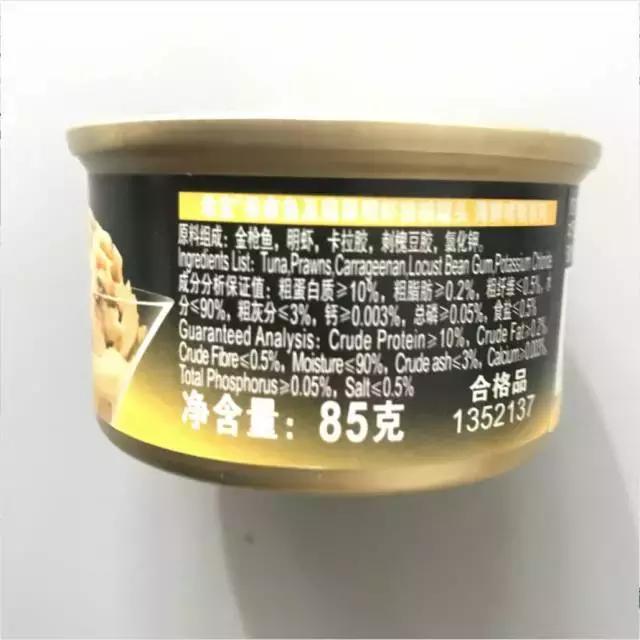 原料组成：金枪鱼，明虾，卡拉胶，刺槐豆胶，氯化钾。
Ingredients List: Tuna,Prawns,Carrageenan,Locust Bean Gum,Potassium Chloride
成分分析保证值：粗蛋白质≥10%，粗脂肪≥0.2%，粗纤维≤0.5%，水
分≤90%，粗灰分≤3%，钙≥0.003%，总磷≥0.05%，食盐≤0.5%
Guaranteed Analysis: Crude Protein≥10%, Crude Fat≥0.2%
Crude Fibre≤0.5%, Moisture≤90%, Crude ash≤3%, Calcium≥0.003%,
Total Phosphorus≥0.05%, Salt≤0.5%
净含量：85克
合格品
1352137